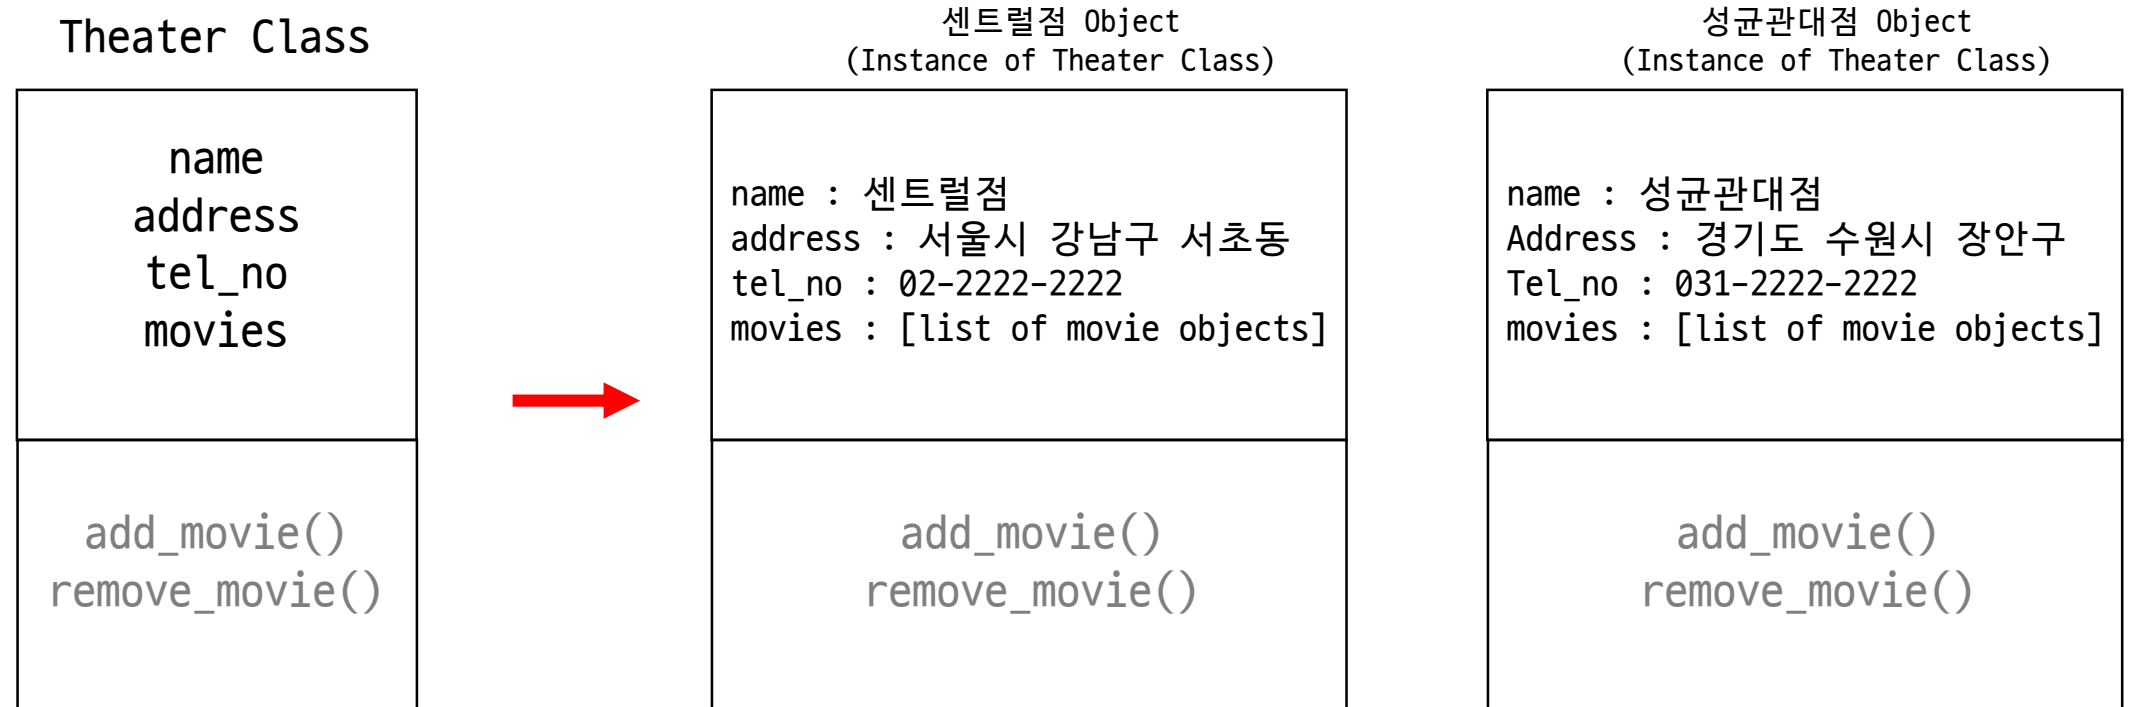 Theater Class
name
address
tel_no
movies
add_movie()
remove_movie()
센트럴점 Object
(Instance of Theater Class)
name : 센트럴점
address : 서울시 강남구 서초동
tel_no : 02-2222-2222
movies : [list of movie objects]
add_movie()
remove_movie()
성균관대점 Object
(Instance of Theater Class)
name : 성균관대점
Address : 경기도 수원시 장안구
Tel_no : 031-2222-2222
movies : [list of movie objects]
add_movie()
remove_movie()